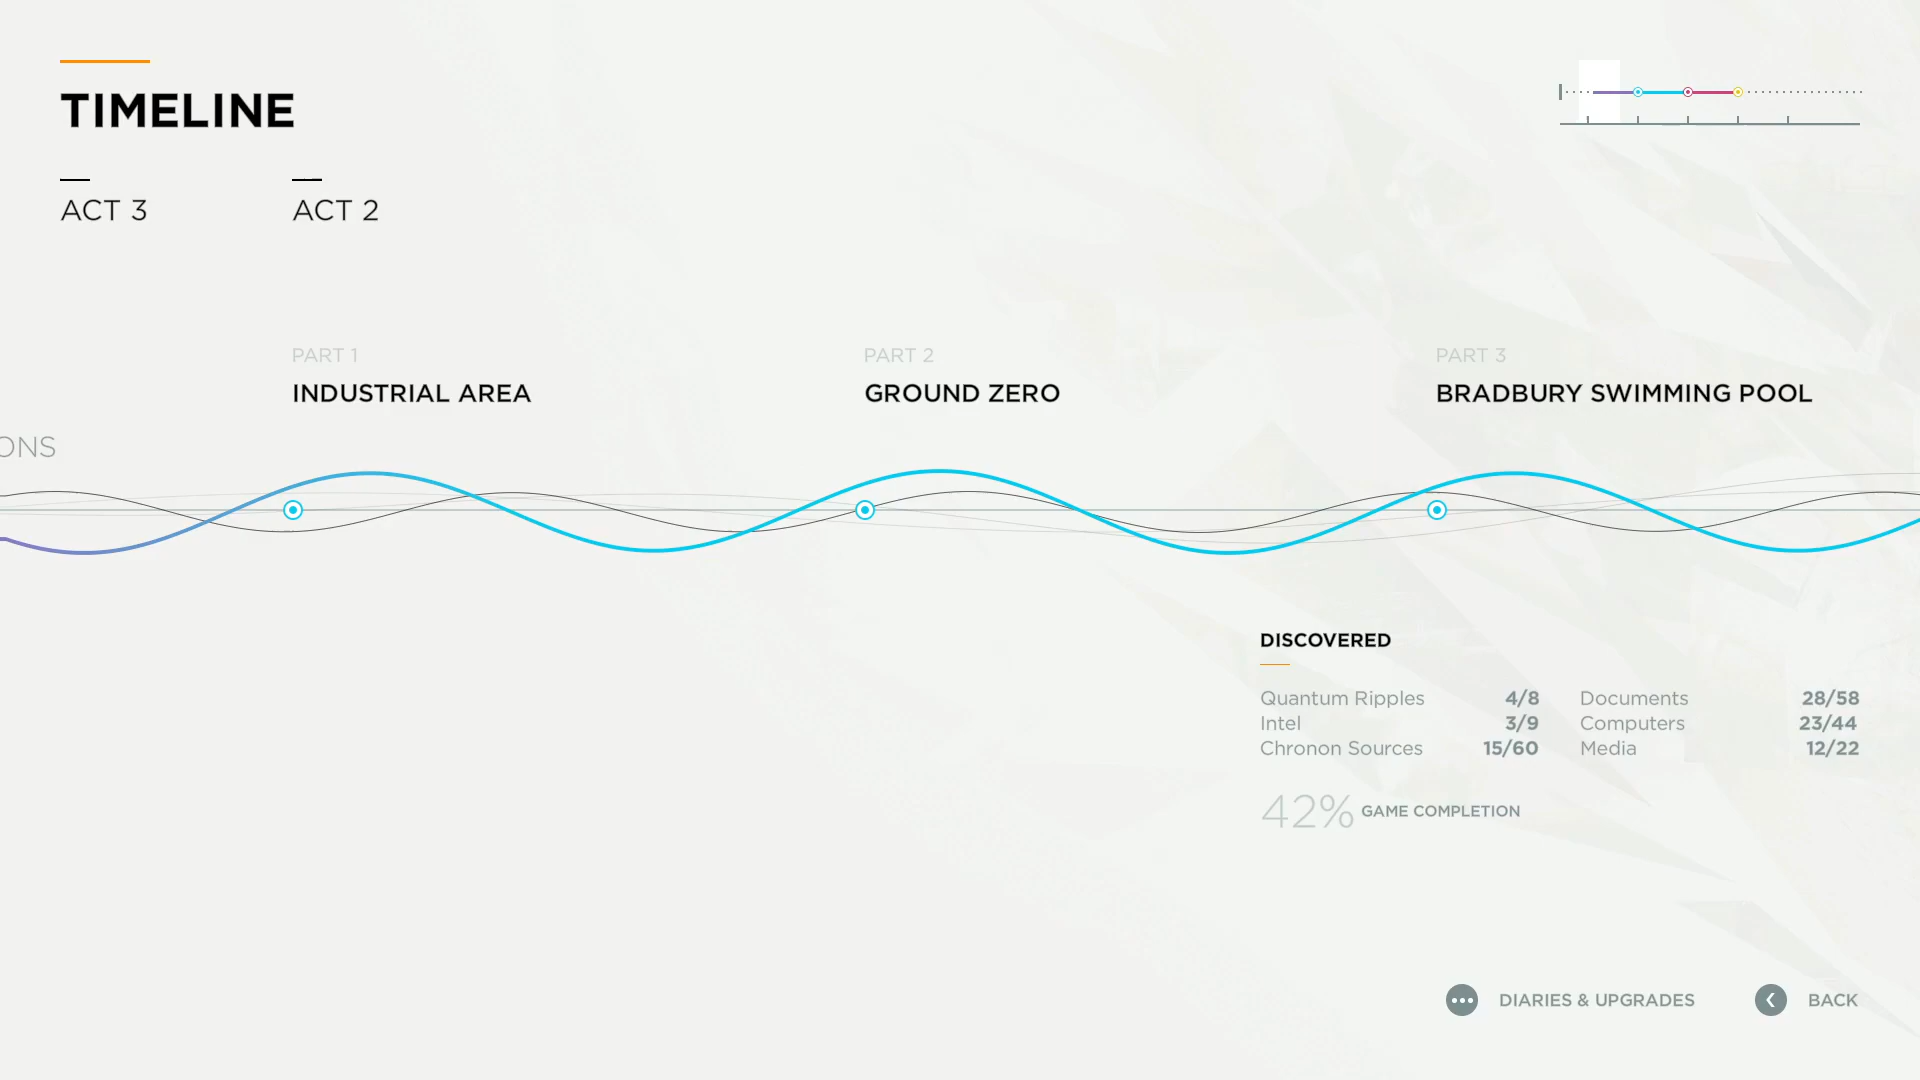 TIMELINE
ACT 3
ACT 2
PART 1
INDUSTRIAL AREA
PART 2
GROUND ZERO
PART 3
BRADBURY SWIMMING POOL
ONS
DISCOVERED
Quantum Ripples 4/8
Intel 3/9
Chronon Sources 15/60
Documents 28/58
Computers 23/44
Media 12/22
42% GAME COMPLETION
DIARIES & UPGRADES
BACK